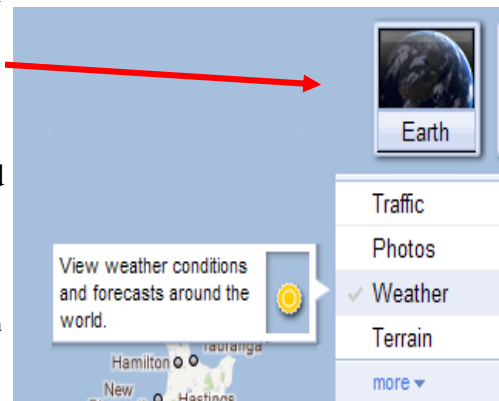 Earth
Traffic
Photos
Weather
Terrain
more
View weather conditions
and forecasts around the
world.
Tauranga
Hamilton
New
Hastings